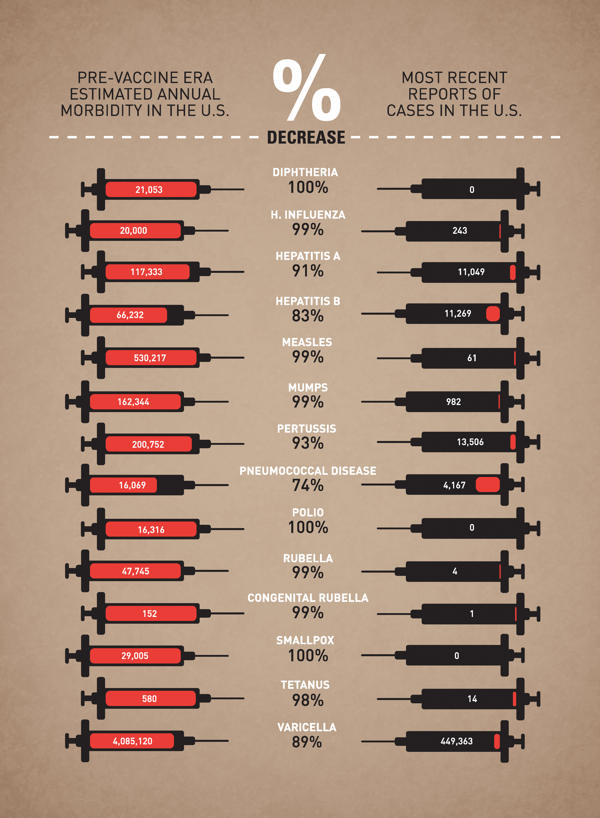 PRE-VACCINE ERA
ESTIMATED ANNUAL
MORBIDITY IN THE U.S.
%
DECREASE
MOST RECENT
REPORTS OF
CASES IN THE U.S.
DIPHTHERIA
21,053 100% 0
H. INFLUENZA
20,000 99% 243
HEPATITIS A
117,333 91% 11,049
HEPATITIS B
66,232 83% 11,269
MEASLES
530,217 99% 61
MUMPS
162,344 99% 982
PERTUSSIS
200,752 93% 13,506
PNEUMOCOCCAL DISEASE
16,069 74% 4,167
POLIO
16,316 100% 0
RUBELLA
47,745 99% 4
CONGENITAL RUBELLA
152 99% 1
SMALLPOX
29,005 100% 0
TETANUS
580 98% 14
VARICELLA
4,085,120 89% 449,363